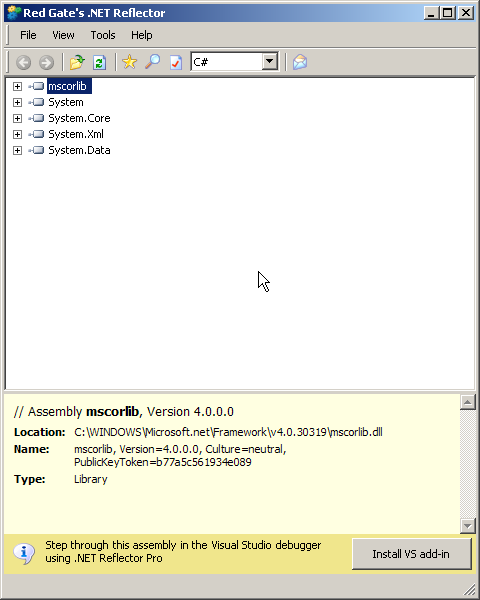 Red Gate's .NET Reflector
File View Tools Help
C#
mscorlib
System
System.Core
System.Xml
System.Data
// Assembly mscorlib, Version 4.0.0.0
Location: C:\WINDOWS\Microsoft.net\Framework\v4.0.30319\mscorlib.dll
Name: mscorlib, Version=4.0.0.0, Culture=neutral,
PublicKeyToken=b77a5c561934e089
Type: Library
Step through this assembly in the Visual Studio debugger
using .NET Reflector Pro
Install VS add-in